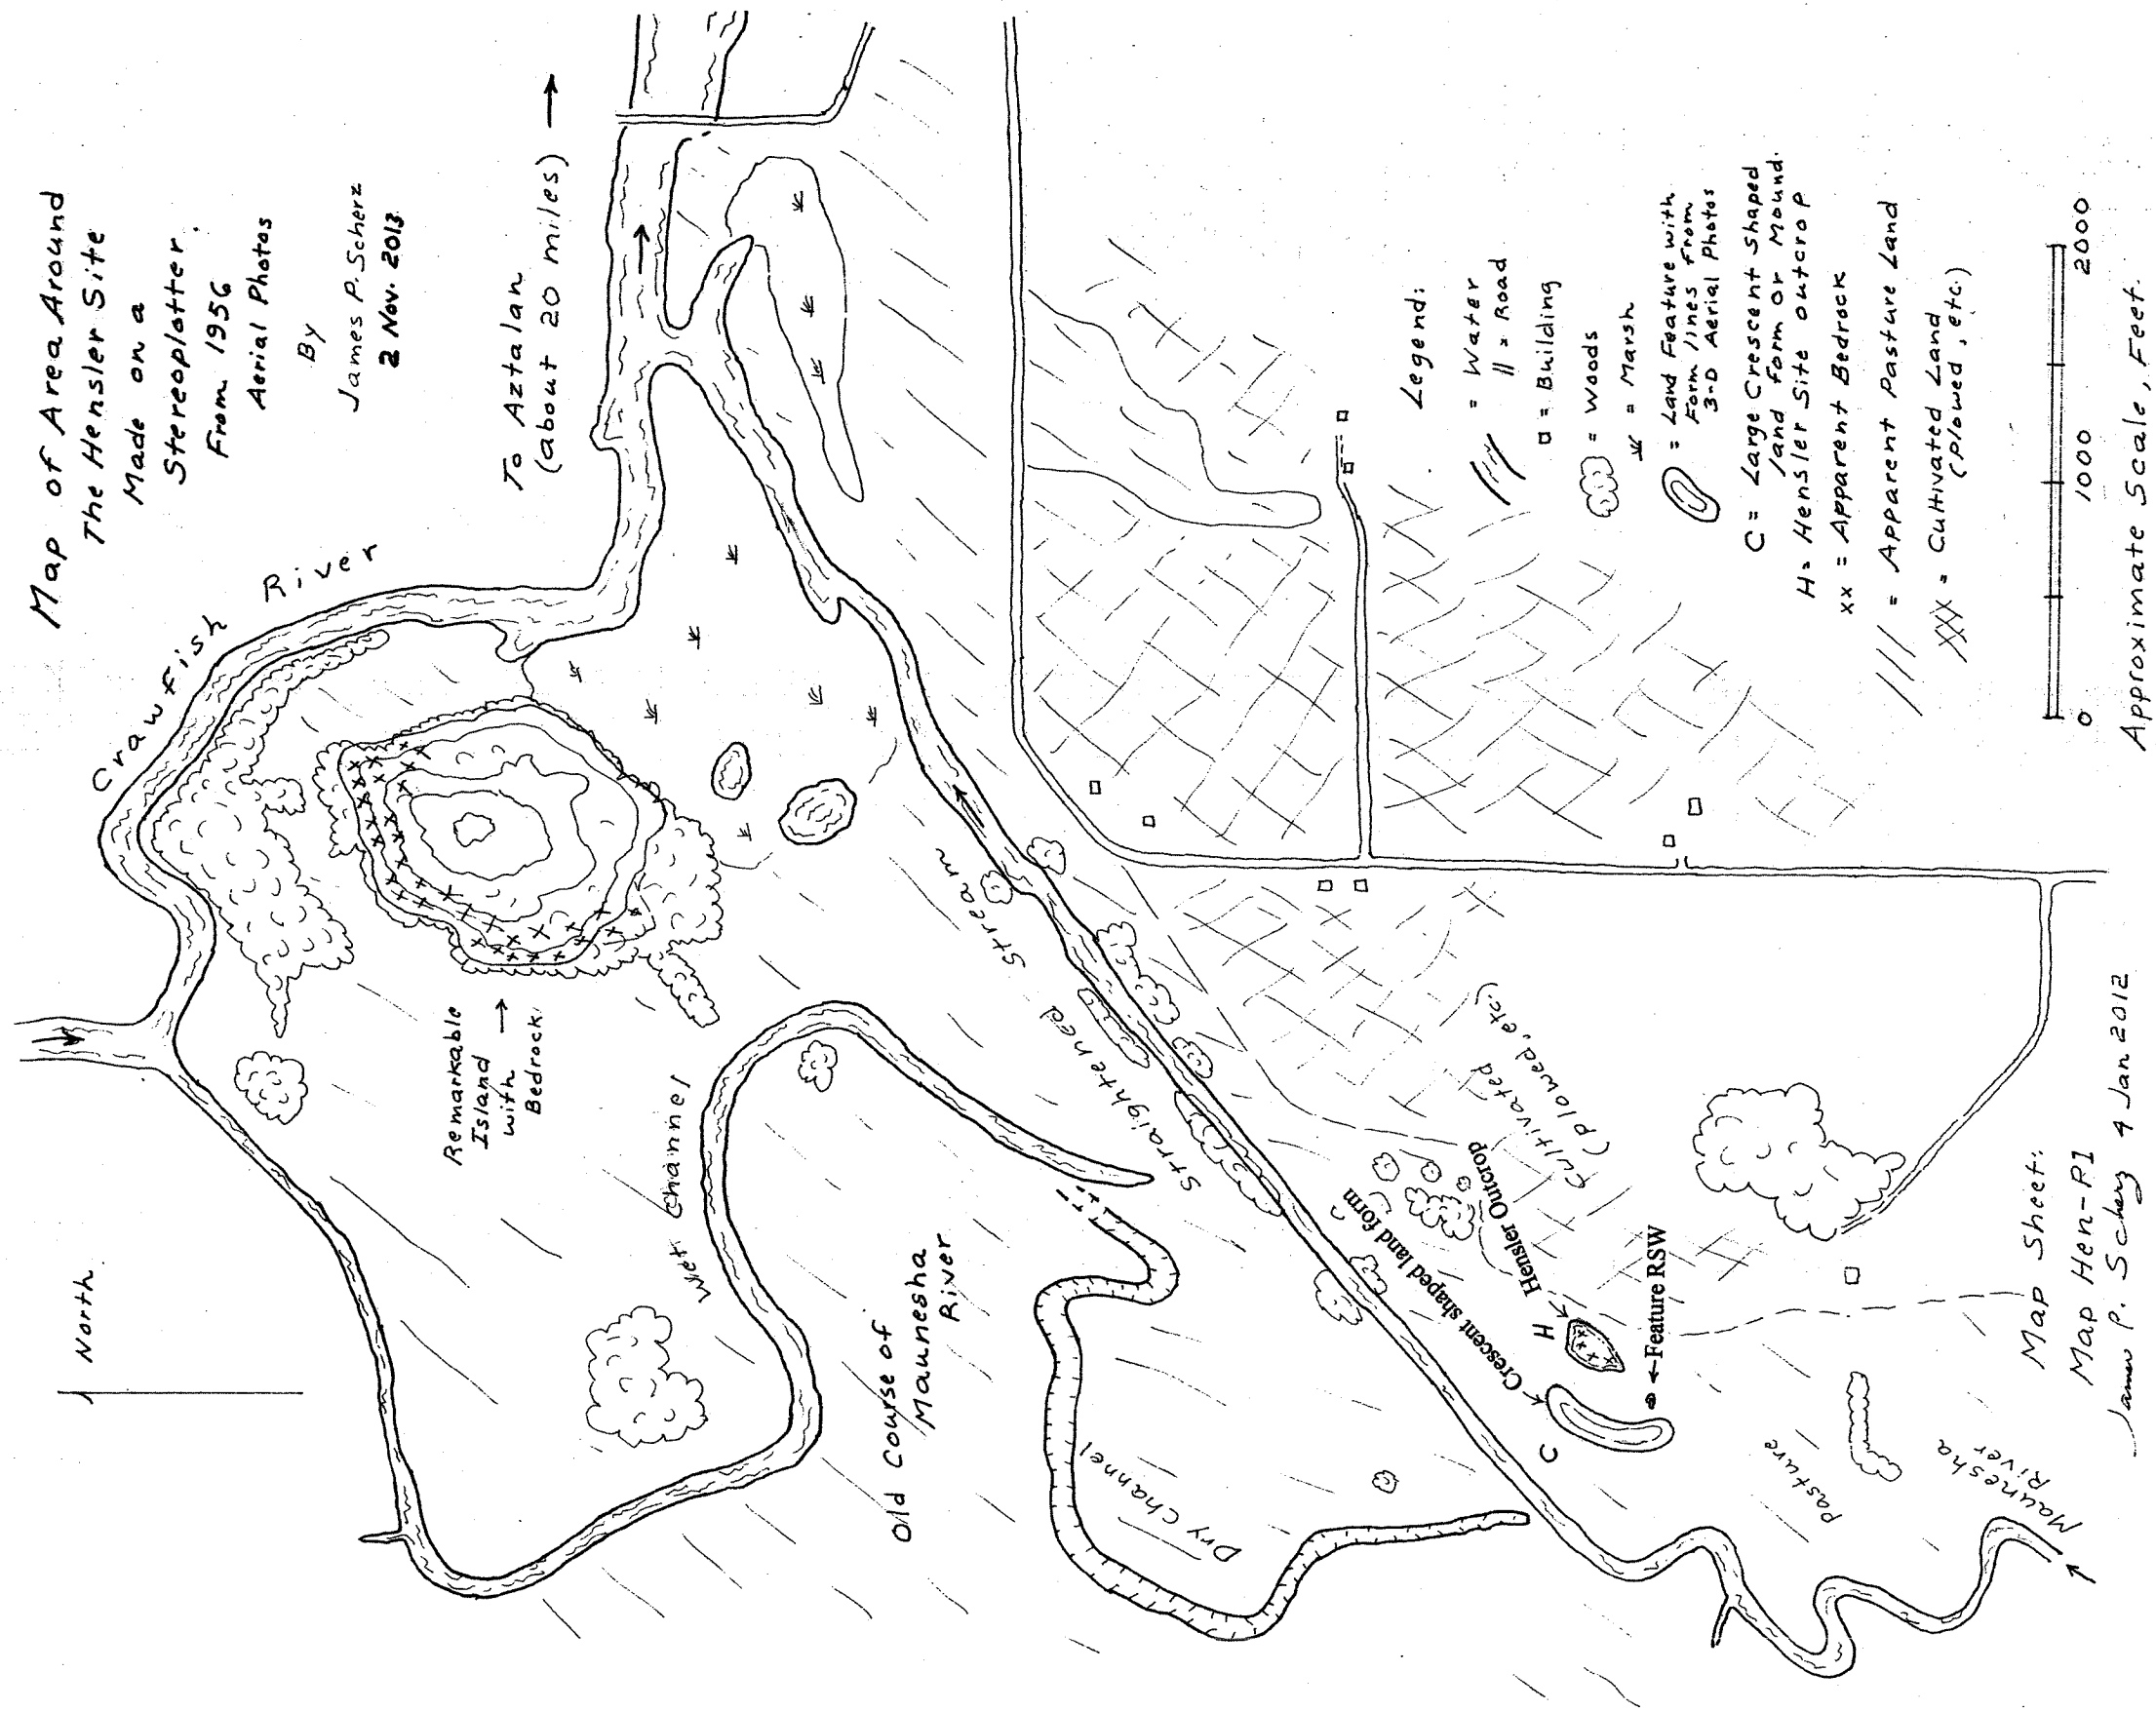 Map of Area Around
The Hensler Site
Made on a
Stereoplotter.
From 1956
Aerial Photos
By
James P. Scherz
2 Nov. 2013
To Aztalan →
(about 20 miles)
North
Crawfish River
Remarkable
Island
with →
Bedrock.
Wet Channel
Old Course of
Maunesha
River
Straightened Stream
Dry Channel
Crescent shaped land form
Hensler Outcrop
H
C
←Feature RSW
Cultivated
(Plowed, etc.)
Pasture
Maunesha
River
Legend:
= Water
|| = Road
□ = Building
= Woods
= Marsh
= Land Feature with
Form lines From
3-D Aerial Photos
C = Large Crescent Shaped
land form or Mound.
H = Hensler Site outcrop
xx = Apparent Bedrock
/// = Apparent Pasture Land
XXX = Cultivated Land
(Plowed, etc.)
0 1000 2000
Approximate Scale, Feet.
Map Sheet:
Map Hen-P1
James P. Scherz 4 Jan 2012